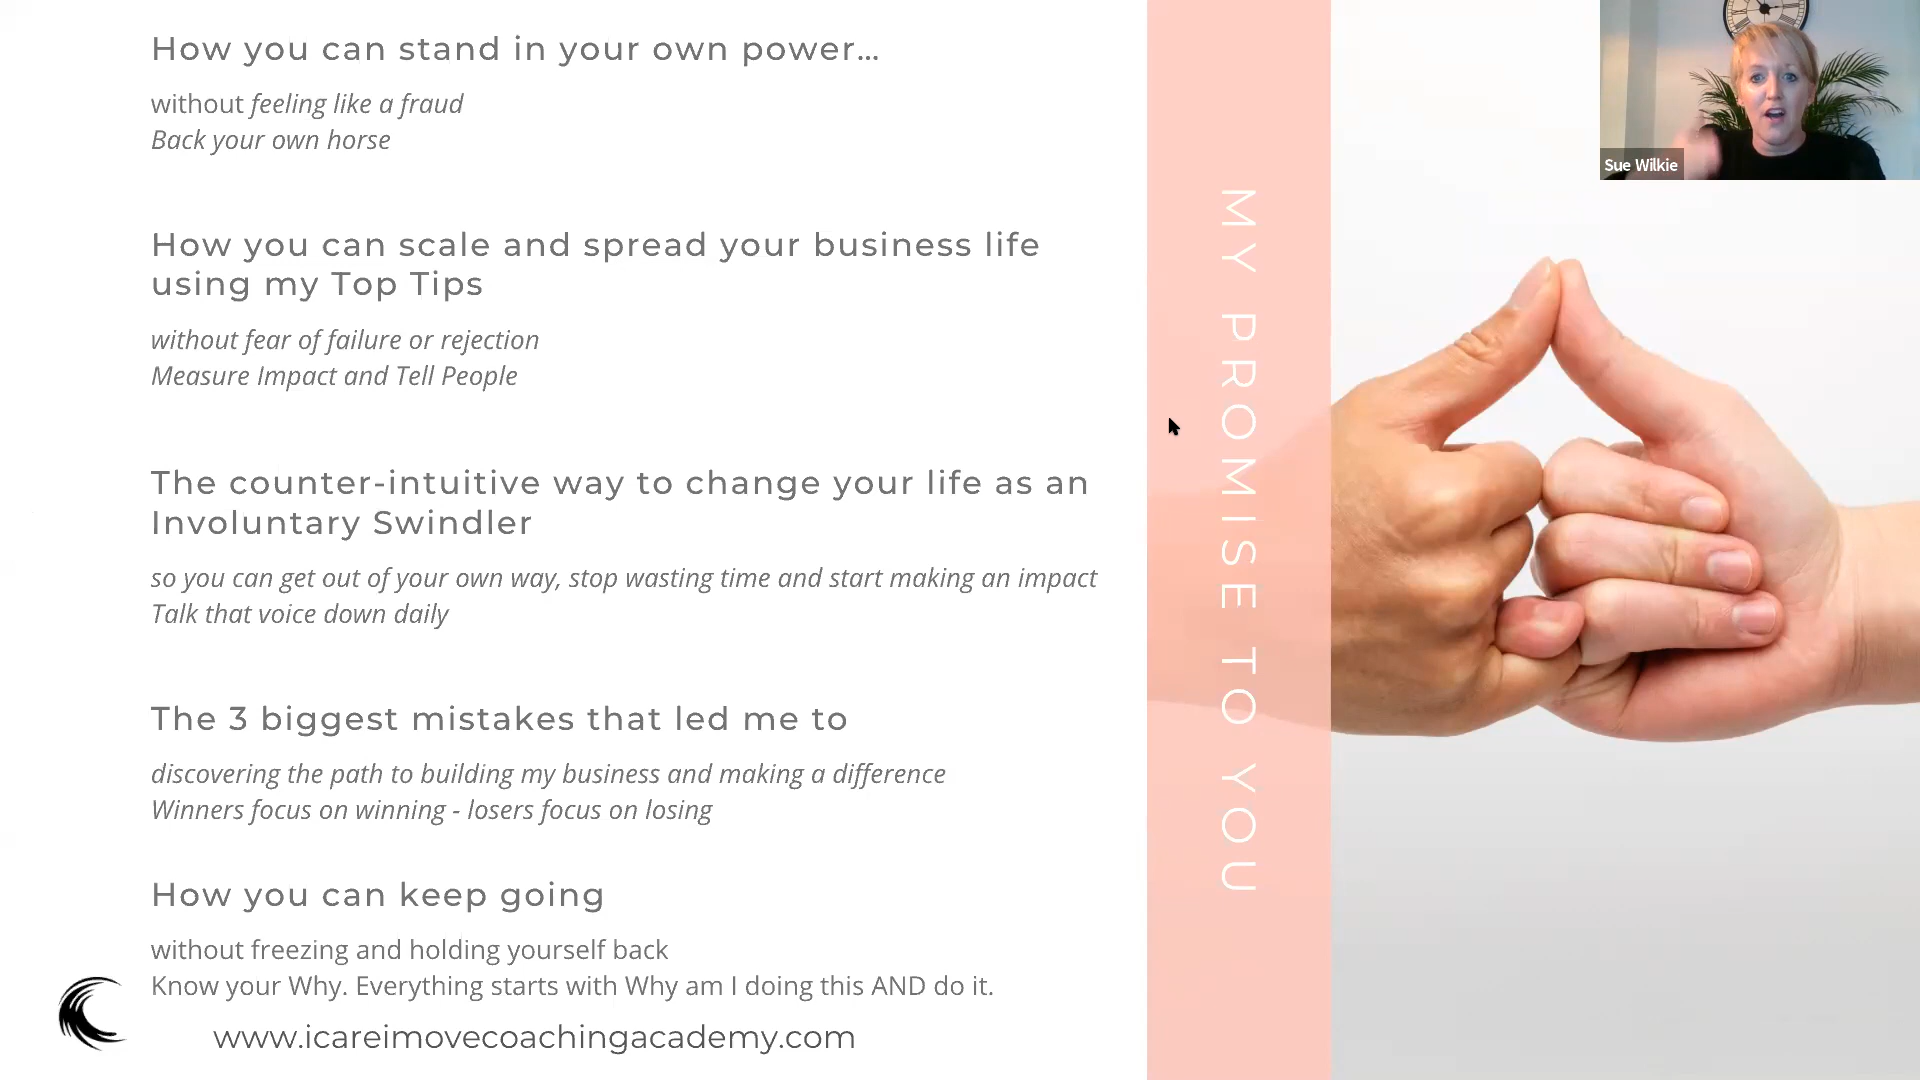 How you can stand in your own power...
without feeling like a fraud
Back your own horse
How you can scale and spread your business life
using my Top Tips
without fear of failure or rejection
Measure Impact and Tell People
The counter-intuitive way to change your life as an
Involuntary Swindler
so you can get out of your own way, stop wasting time and start making an impact
Talk that voice down daily
The 3 biggest mistakes that led me to
discovering the path to building my business and making a difference
Winners focus on winning - losers focus on losing
How you can keep going
without freezing and holding yourself back
Know your Why. Everything starts with Why am I doing this AND do it.
www.icareimovecoachingacademy.com
MY PROMISE TO YOU
Sue Wilkie